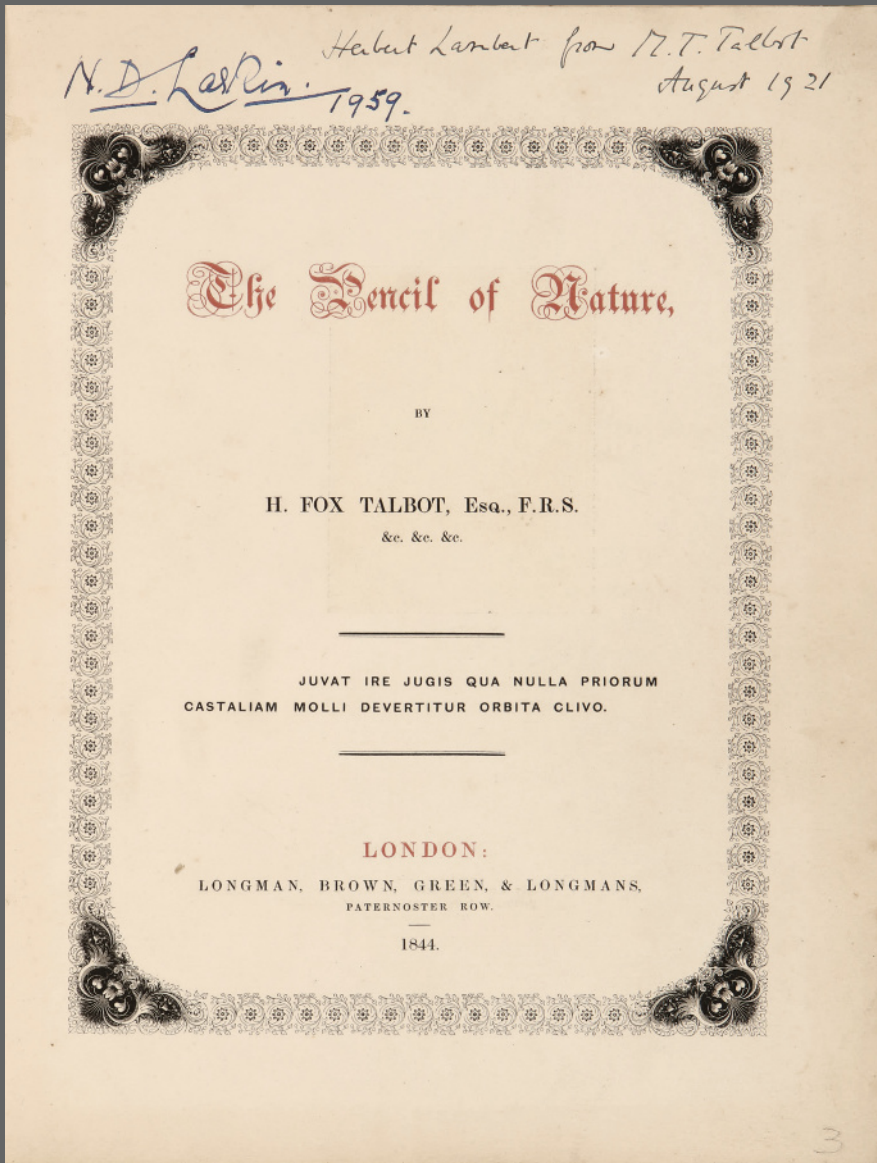 Herbert Lambert from M.T. Talbot
August 1921
N. D. Larkin.
1959.
The Pencil of Nature,
BY
H. FOX TALBOT, Esq., F.R.S.
&c. &c. &c.
JUVAT IRE JUGIS QUA NULLA PRIORUM
CASTALIAM MOLLI DEVERTITUR ORBITA CLIVO.
LONDON:
LONGMAN, BROWN, GREEN, & LONGMANS,
PATERNOSTER ROW.
1844.
3